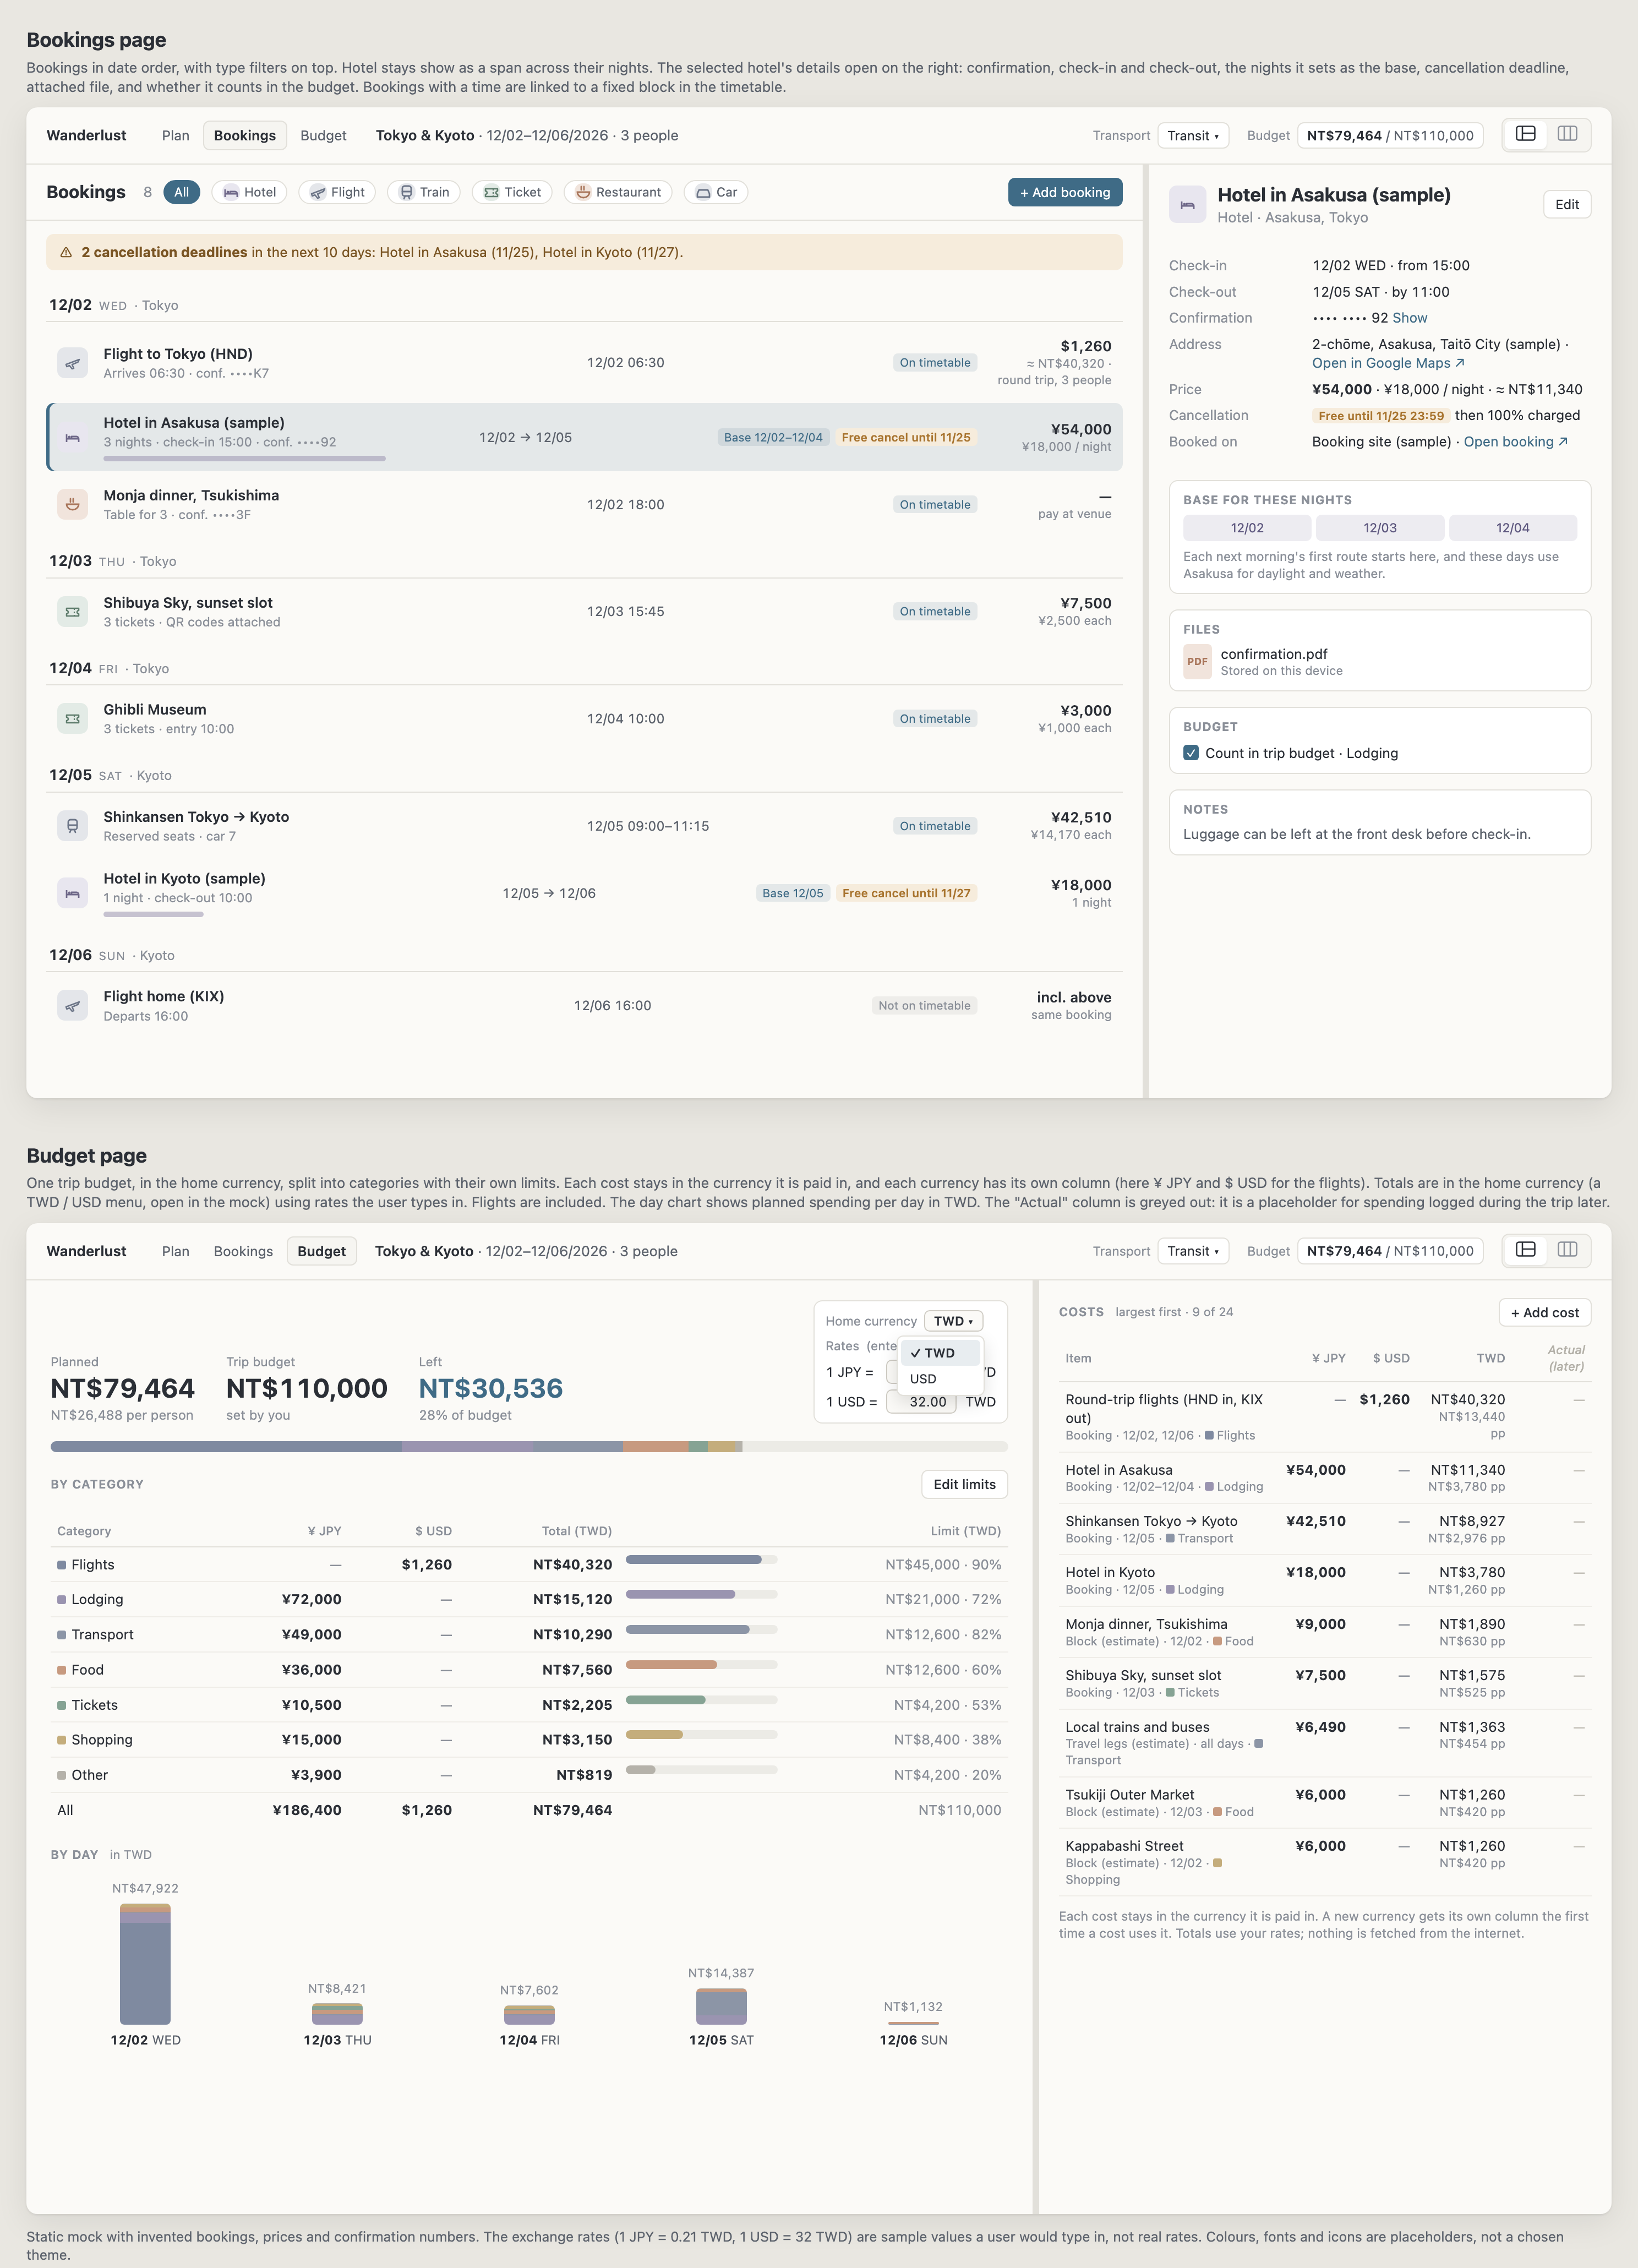 Bookings page
Bookings in date order, with type filters on top. Hotel stays show as a span across their nights. The selected hotel's details open on the right: confirmation, check-in and check-out, the nights it sets as the base, cancellation deadline,
attached file, and whether it counts in the budget. Bookings with a time are linked to a fixed block in the timetable.
Wanderlust Plan Bookings Budget Tokyo & Kyoto · 12/02–12/06/2026 · 3 people Transport Transit ▾ Budget NT$79,464 / NT$110,000
Bookings 8 All Hotel Flight Train Ticket Restaurant Car + Add booking
2 cancellation deadlines in the next 10 days: Hotel in Asakusa (11/25), Hotel in Kyoto (11/27).
12/02 WED · Tokyo
Flight to Tokyo (HND)
Arrives 06:30 · conf. ••••K7
12/02 06:30
On timetable
$1,260
≈ NT$40,320 ·
round trip, 3 people
Hotel in Asakusa (sample)
3 nights · check-in 15:00 · conf. ••••92
12/02 → 12/05
Base 12/02–12/04 Free cancel until 11/25
¥54,000
¥18,000 / night
Monja dinner, Tsukishima
Table for 3 · conf. ••••3F
12/02 18:00
On timetable
—
pay at venue
12/03 THU · Tokyo
Shibuya Sky, sunset slot
3 tickets · QR codes attached
12/03 15:45
On timetable
¥7,500
¥2,500 each
12/04 FRI · Tokyo
Ghibli Museum
3 tickets · entry 10:00
12/04 10:00
On timetable
¥3,000
¥1,000 each
12/05 SAT · Kyoto
Shinkansen Tokyo → Kyoto
Reserved seats · car 7
12/05 09:00–11:15
On timetable
¥42,510
¥14,170 each
Hotel in Kyoto (sample)
1 night · check-out 10:00
12/05 → 12/06
Base 12/05 Free cancel until 11/27
¥18,000
1 night
12/06 SUN · Kyoto
Flight home (KIX)
Departs 16:00
12/06 16:00
Not on timetable
incl. above
same booking
Hotel in Asakusa (sample)
Hotel · Asakusa, Tokyo
Edit
Check-in 12/02 WED · from 15:00
Check-out 12/05 SAT · by 11:00
Confirmation •••• •••• 92 Show
Address 2-chōme, Asakusa, Taitō City (sample) ·
Open in Google Maps ↗
Price ¥54,000 · ¥18,000 / night · ≈ NT$11,340
Cancellation Free until 11/25 23:59 then 100% charged
Booked on Booking site (sample) · Open booking ↗
BASE FOR THESE NIGHTS
12/02 12/03 12/04
Each next morning's first route starts here, and these days use
Asakusa for daylight and weather.
FILES
PDF
confirmation.pdf
Stored on this device
BUDGET
Count in trip budget · Lodging
NOTES
Luggage can be left at the front desk before check-in.
Budget page
One trip budget, in the home currency, split into categories with their own limits. Each cost stays in the currency it is paid in, and each currency has its own column (here ¥ JPY and $ USD for the flights). Totals are in the home currency (a
TWD / USD menu, open in the mock) using rates the user types in. Flights are included. The day chart shows planned spending per day in TWD. The "Actual" column is greyed out: it is a placeholder for spending logged during the trip later.
Wanderlust Plan Bookings Budget Tokyo & Kyoto · 12/02–12/06/2026 · 3 people Transport Transit ▾ Budget NT$79,464 / NT$110,000
Planned
NT$79,464
NT$26,488 per person
Trip budget
NT$110,000
set by you
Left
NT$30,536
28% of budget
Home currency TWD ▾
Rates (ente
✓ TWD
USD
1 JPY =
1 USD = 32.00 TWD
BY CATEGORY Edit limits
Category ¥ JPY $ USD Total (TWD) Limit (TWD)
Flights — $1,260 NT$40,320 NT$45,000 · 90%
Lodging ¥72,000 — NT$15,120 NT$21,000 · 72%
Transport ¥49,000 — NT$10,290 NT$12,600 · 82%
Food ¥36,000 — NT$7,560 NT$12,600 · 60%
Tickets ¥10,500 — NT$2,205 NT$4,200 · 53%
Shopping ¥15,000 — NT$3,150 NT$8,400 · 38%
Other ¥3,900 — NT$819 NT$4,200 · 20%
All ¥186,400 $1,260 NT$79,464 NT$110,000
BY DAY in TWD
NT$47,922
12/02 WED
NT$8,421
12/03 THU
NT$7,602
12/04 FRI
NT$14,387
12/05 SAT
NT$1,132
12/06 SUN
COSTS largest first · 9 of 24 + Add cost
Item ¥ JPY $ USD TWD Actual (later)
Round-trip flights (HND in, KIX out) — $1,260 NT$40,320 —
Booking · 12/02, 12/06 · Flights NT$13,440 pp
Hotel in Asakusa ¥54,000 — NT$11,340 —
Booking · 12/02–12/04 · Lodging NT$3,780 pp
Shinkansen Tokyo → Kyoto ¥42,510 — NT$8,927 —
Booking · 12/05 · Transport NT$2,976 pp
Hotel in Kyoto ¥18,000 — NT$3,780 —
Booking · 12/05 · Lodging NT$1,260 pp
Monja dinner, Tsukishima ¥9,000 — NT$1,890 —
Block (estimate) · 12/02 · Food NT$630 pp
Shibuya Sky, sunset slot ¥7,500 — NT$1,575 —
Booking · 12/03 · Tickets NT$525 pp
Local trains and buses ¥6,490 — NT$1,363 —
Travel legs (estimate) · all days · Transport NT$454 pp
Tsukiji Outer Market ¥6,000 — NT$1,260 —
Block (estimate) · 12/03 · Food NT$420 pp
Kappabashi Street ¥6,000 — NT$1,260 —
Block (estimate) · 12/02 · Shopping NT$420 pp
Each cost stays in the currency it is paid in. A new currency gets its own column the first
time a cost uses it. Totals use your rates; nothing is fetched from the internet.
Static mock with invented bookings, prices and confirmation numbers. The exchange rates (1 JPY = 0.21 TWD, 1 USD = 32 TWD) are sample values a user would type in, not real rates. Colours, fonts and icons are placeholders, not a chosen
theme.